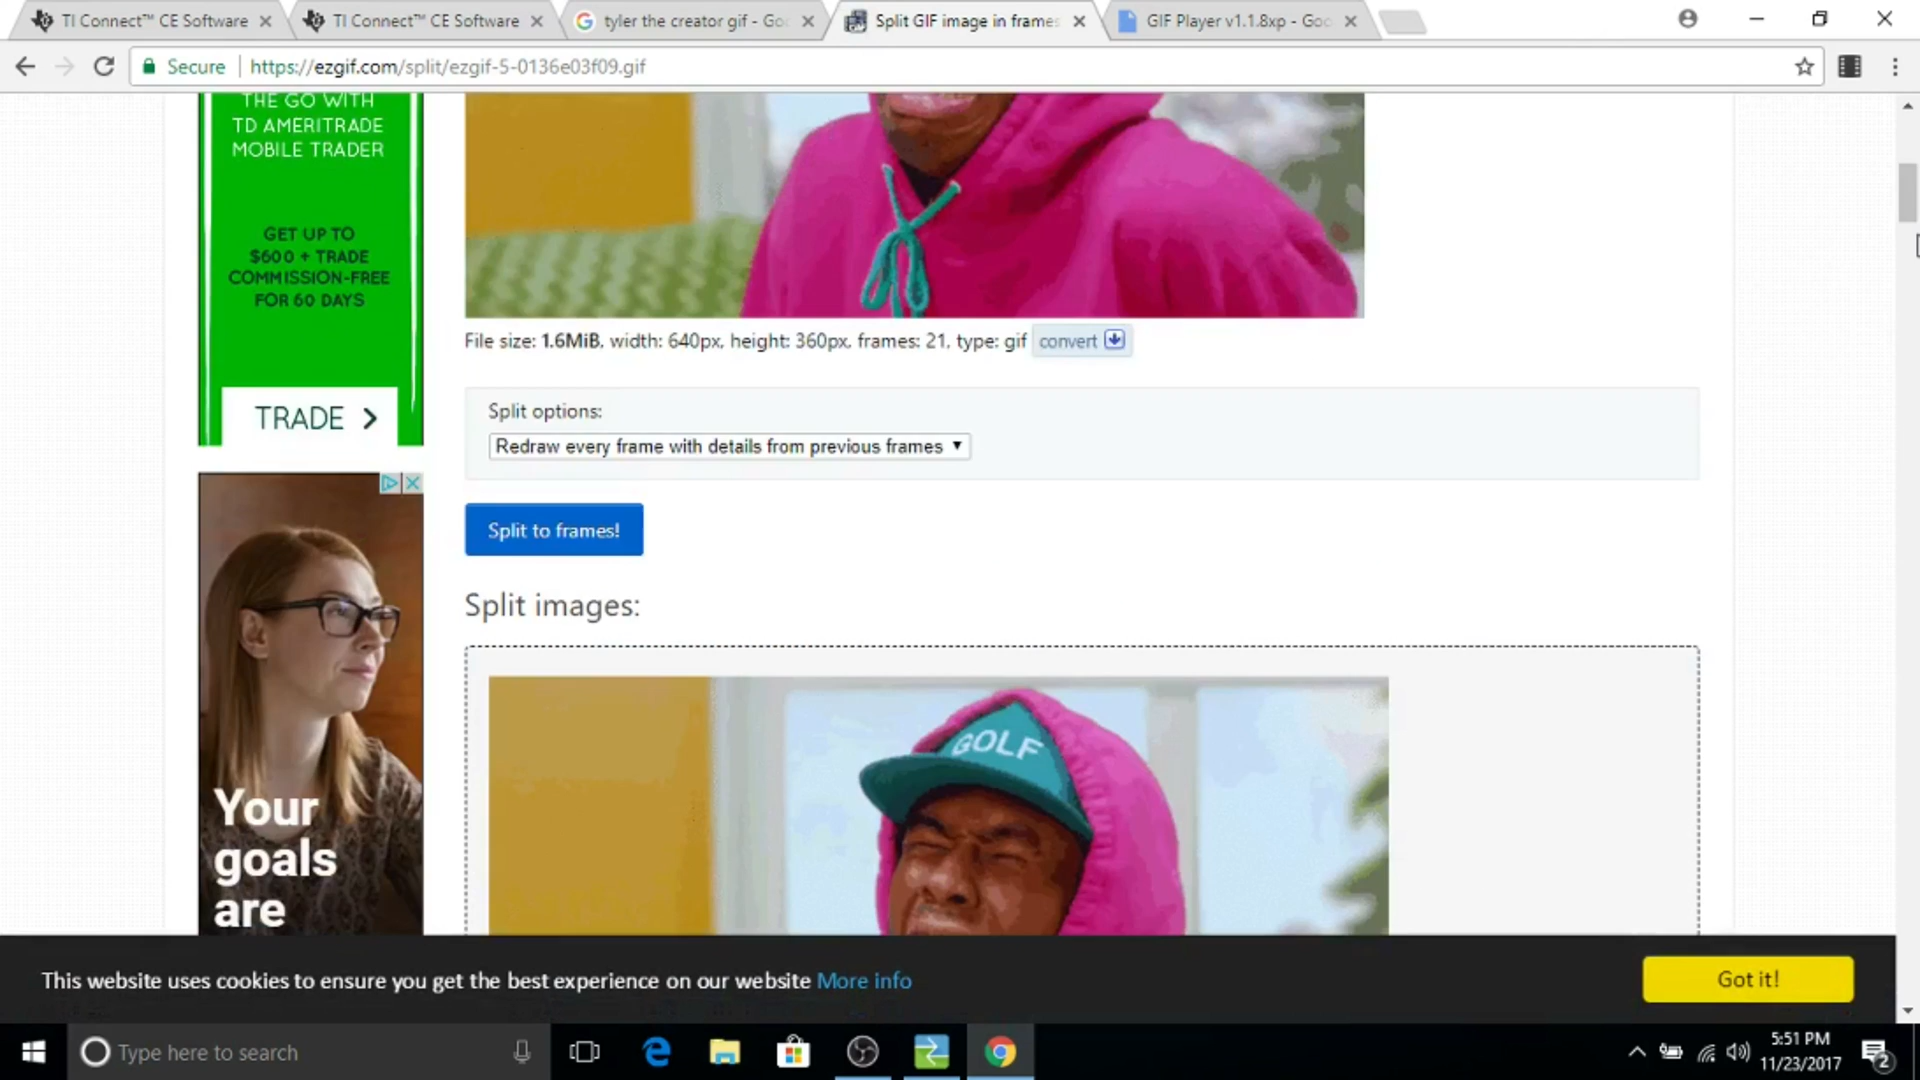 TI Connect™ CE Software
TI Connect™ CE Software
tyler the creator gif - Goo
Split GIF image in frames
GIF Player v1.1.8xp - Goo
Secure
https://ezgif.com/split/ezgif-5-0136e03f09.gif
THE GO WITH
TD AMERITRADE
MOBILE TRADER
GET UP TO
$600 + TRADE
COMMISSION-FREE
FOR 60 DAYS
TRADE >
File size: 1.6MiB, width: 640px, height: 360px, frames: 21, type: gif
convert
Split options:
Redraw every frame with details from previous frames
Split to frames!
Split images:
GOLF
Your
goals
are
This website uses cookies to ensure you get the best experience on our website More info
Got it!
Type here to search
5:51 PM
11/23/2017
2